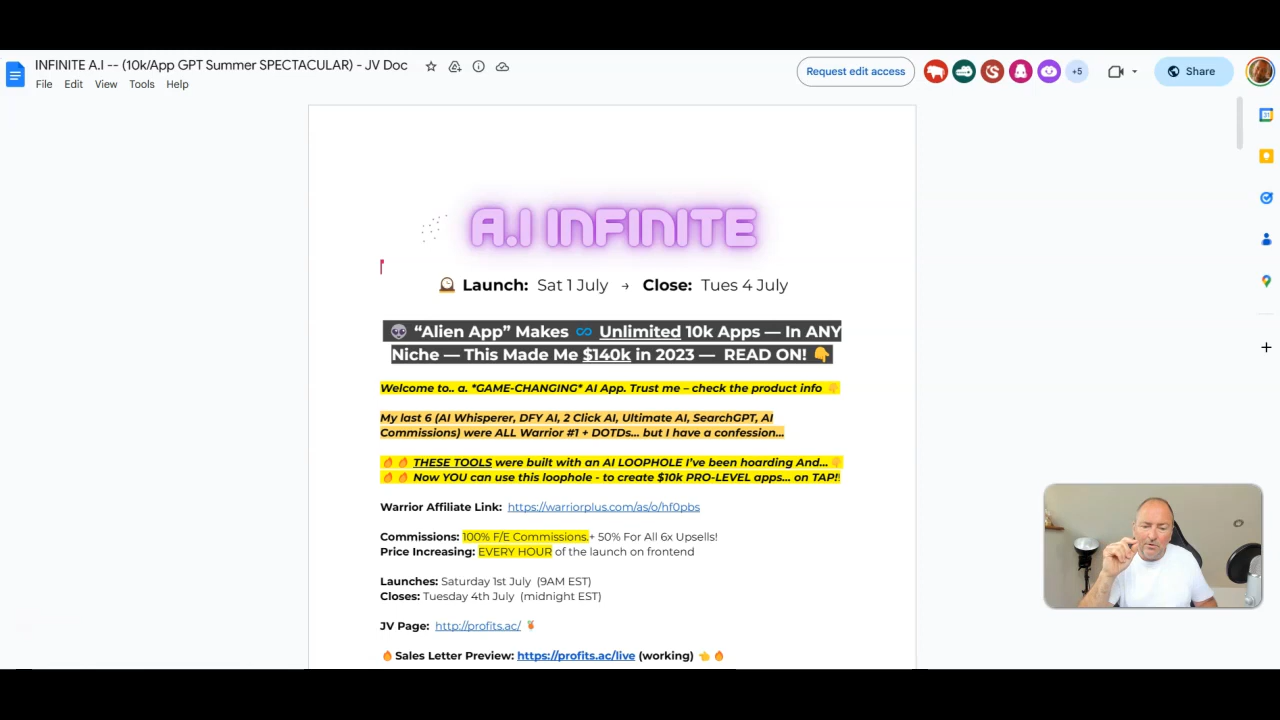 INFINITE A.I -- (10k/App GPT Summer SPECTACULAR) - JV Doc
File Edit View Tools Help
Request edit access
+5
Share
31
A.I INFINITE
Launch: Sat 1 July → Close: Tues 4 July
👽 “Alien App” Makes ♾ Unlimited 10k Apps — In ANY
Niche — This Made Me $140k in 2023 — READ ON! 👇
Welcome to.. a. *GAME-CHANGING* AI App. Trust me – check the product info 👇
My last 6 (AI Whisperer, DFY AI, 2 Click AI, Ultimate AI, SearchGPT, AI
Commissions) were ALL Warrior #1 + DOTDs... but I have a confession...
🔥 🔥 THESE TOOLS were built with an AI LOOPHOLE I’ve been hoarding And... 👇
🔥 🔥 Now YOU can use this loophole - to create $10k PRO-LEVEL apps... on TAP!!
Warrior Affiliate Link: https://warriorplus.com/as/o/hf0pbs
Commissions: 100% F/E Commissions.+ 50% For All 6x Upsells!
Price Increasing: EVERY HOUR of the launch on frontend
Launches: Saturday 1st July (9AM EST)
Closes: Tuesday 4th July (midnight EST)
JV Page: http://profits.ac/
🔥Sales Letter Preview: https://profits.ac/live (working) 👈 🔥